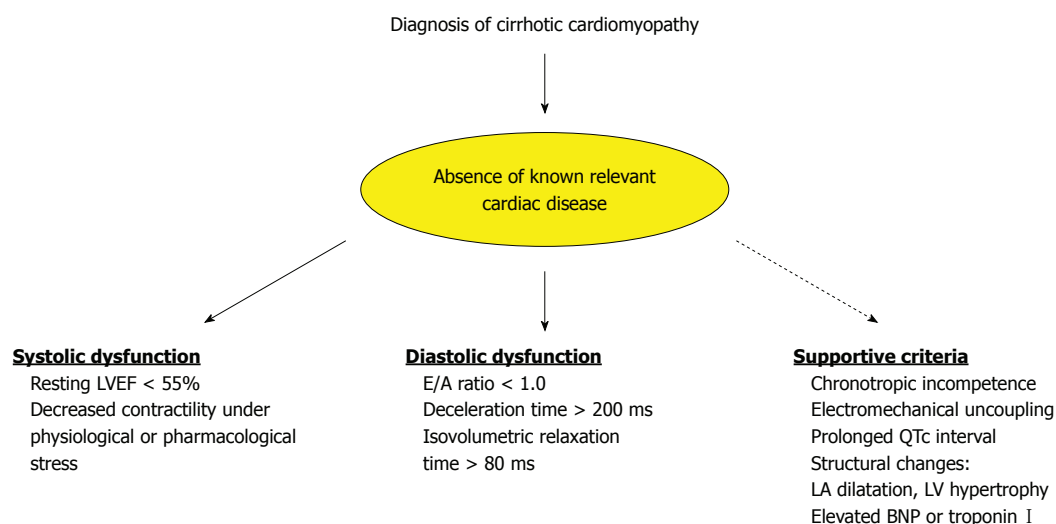 Diagnosis of cirrhotic cardiomyopathy
Absence of known relevant
cardiac disease
Systolic dysfunction
Resting LVEF < 55%
Decreased contractility under
physiological or pharmacological
stress
Diastolic dysfunction
E/A ratio < 1.0
Deceleration time > 200 ms
Isovolumetric relaxation
time > 80 ms
Supportive criteria
Chronotropic incompetence
Electromechanical uncoupling
Prolonged QTc interval
Structural changes:
LA dilatation, LV hypertrophy
Elevated BNP or troponin Ⅰ